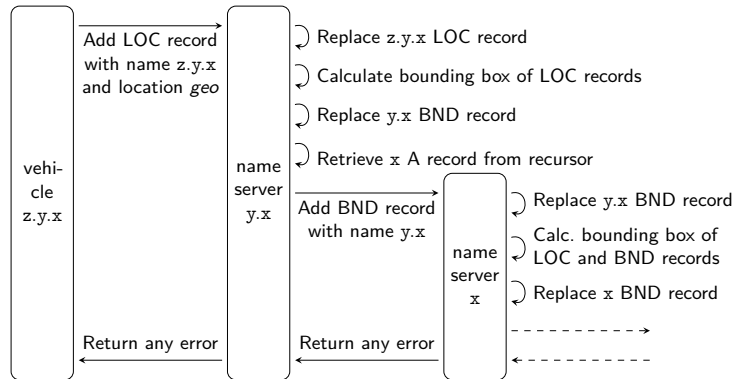 Add LOC record
with name z.y.x
and location geo
Replace z.y.x LOC record
Calculate bounding box of LOC records
Replace y.x BND record
Retrieve x A record from recursor
vehi-
cle
z.y.x
name
server
y.x
Add BND record
with name y.x
Replace y.x BND record
Calc. bounding box of
LOC and BND records
Replace x BND record
name
server
x
Return any error
Return any error